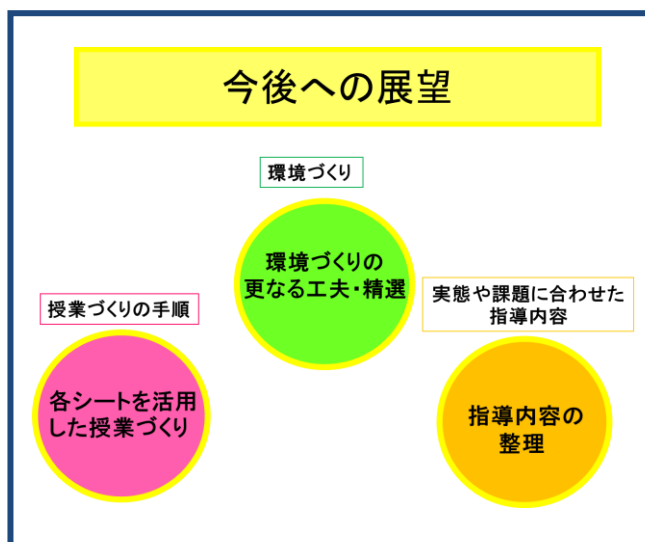 今後への展望
環境づくり
環境づくりの
更なる工夫・精選
授業づくりの手順
各シートを活用
した授業づくり
実態や課題に合わせた
指導内容
指導内容の
整理